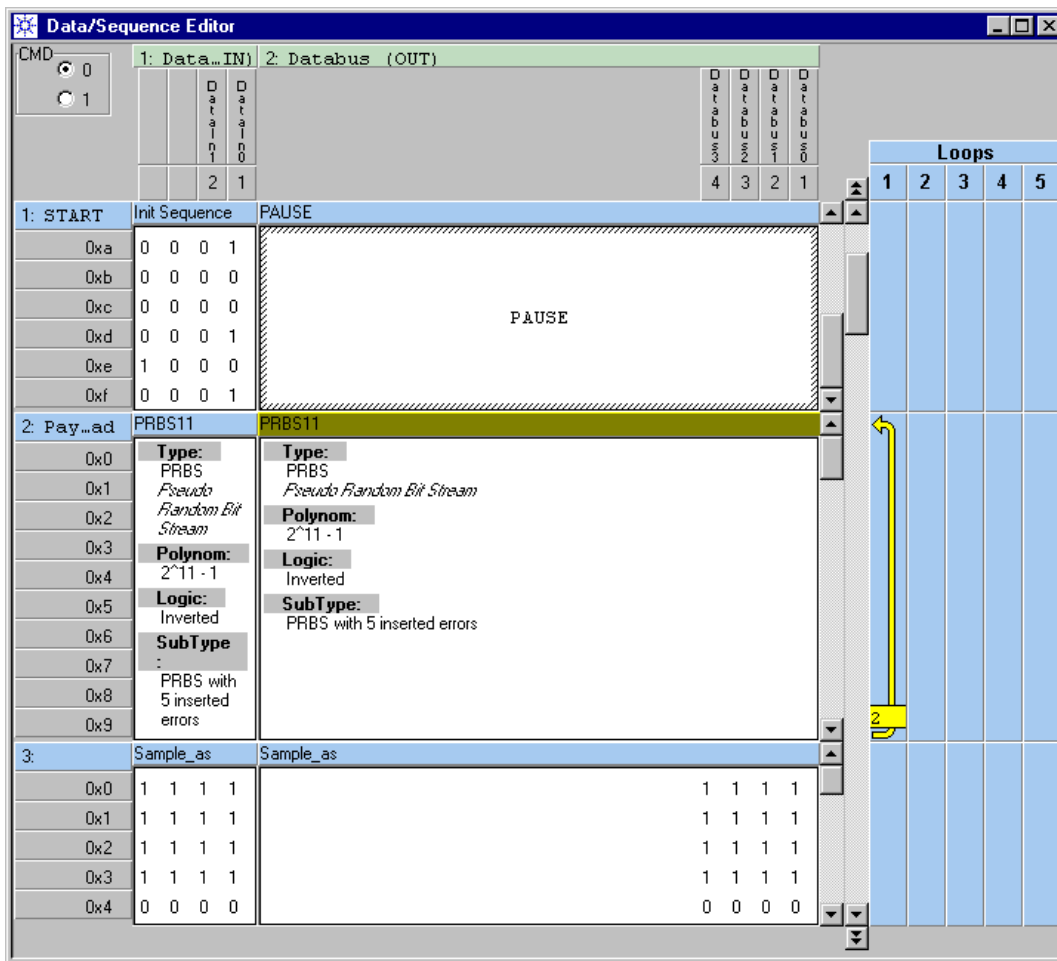 Data/Sequence Editor
CMD
0
1
1: Data…IN)
2: Databus (OUT)
DataIn1
DataIn0
Databus3
Databus2
Databus1
Databus0
2 1
4 3 2 1
Loops
1 2 3 4 5
1: START
Init Sequence
PAUSE
0xa 0 0 0 1
0xb 0 0 0 0
0xc 0 0 0 0
0xd 0 0 0 1
0xe 1 0 0 0
0xf 0 0 0 1
PAUSE
2: Pay…ad
PRBS11
PRBS11
0x0
0x1
0x2
0x3
0x4
0x5
0x6
0x7
0x8
0x9
Type:
PRBS
Pseudo
Random Bit
Stream
Polynom:
2^11 - 1
Logic:
Inverted
SubType
:
PRBS with
5 inserted
errors
Type:
PRBS
Pseudo Random Bit Stream
Polynom:
2^11 - 1
Logic:
Inverted
SubType:
PRBS with 5 inserted errors
2
3:
Sample_as
Sample_as
0x0 1 1 1 1 1 1 1 1
0x1 1 1 1 1 1 1 1 1
0x2 1 1 1 1 1 1 1 1
0x3 1 1 1 1 1 1 1 1
0x4 0 0 0 0 0 0 0 0